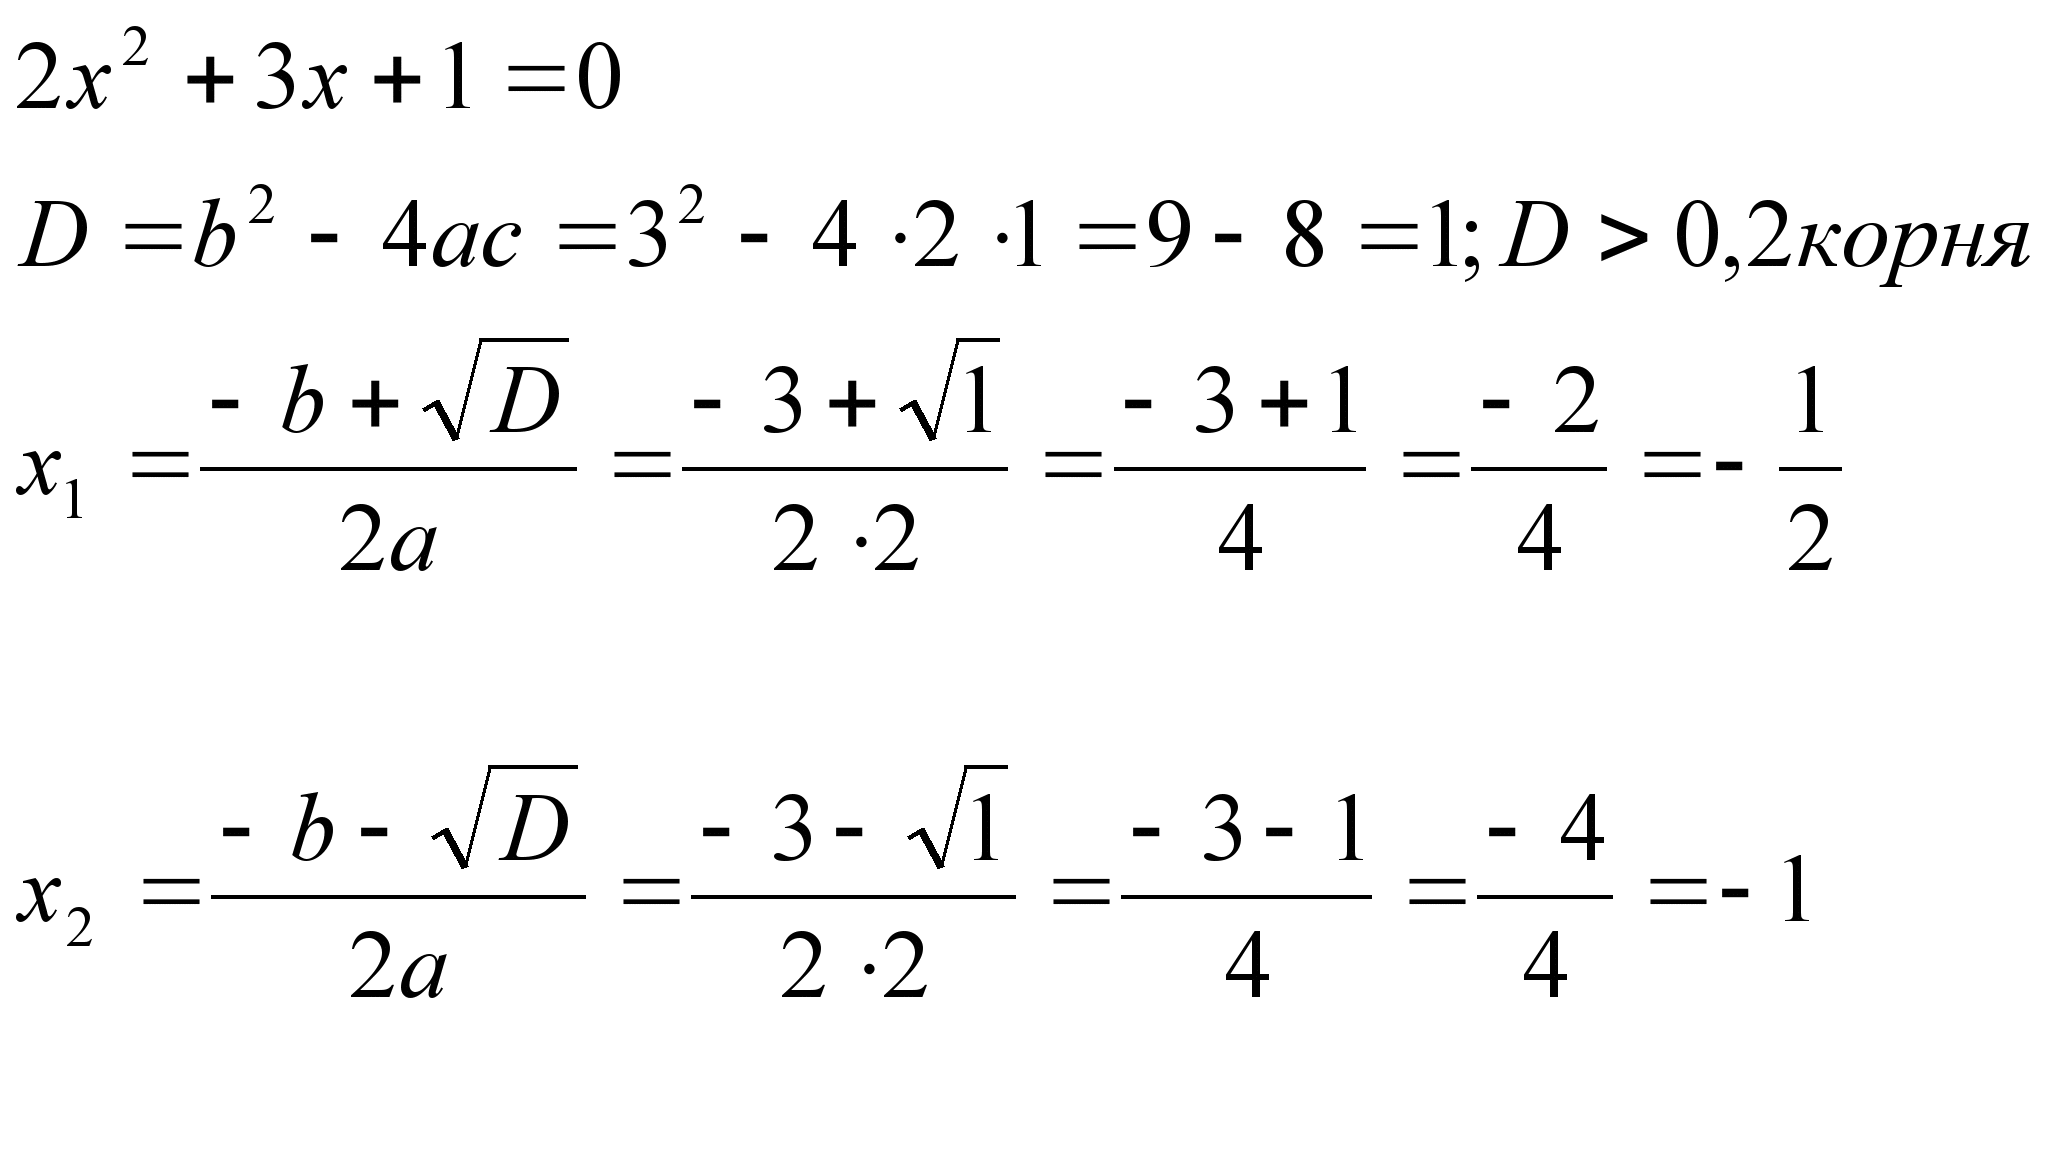 2x² + 3x + 1 = 0
D = b² - 4ac = 3² - 4 · 2 · 1 = 9 - 8 = 1; D > 0, 2корня
x₁ = (- b + √D)/(2a) = (- 3 + √1)/(2 · 2) = (- 3 + 1)/4 = (- 2)/4 = - 1/2
x₂ = (- b - √D)/(2a) = (- 3 - √1)/(2 · 2) = (- 3 - 1)/4 = (- 4)/4 = - 1